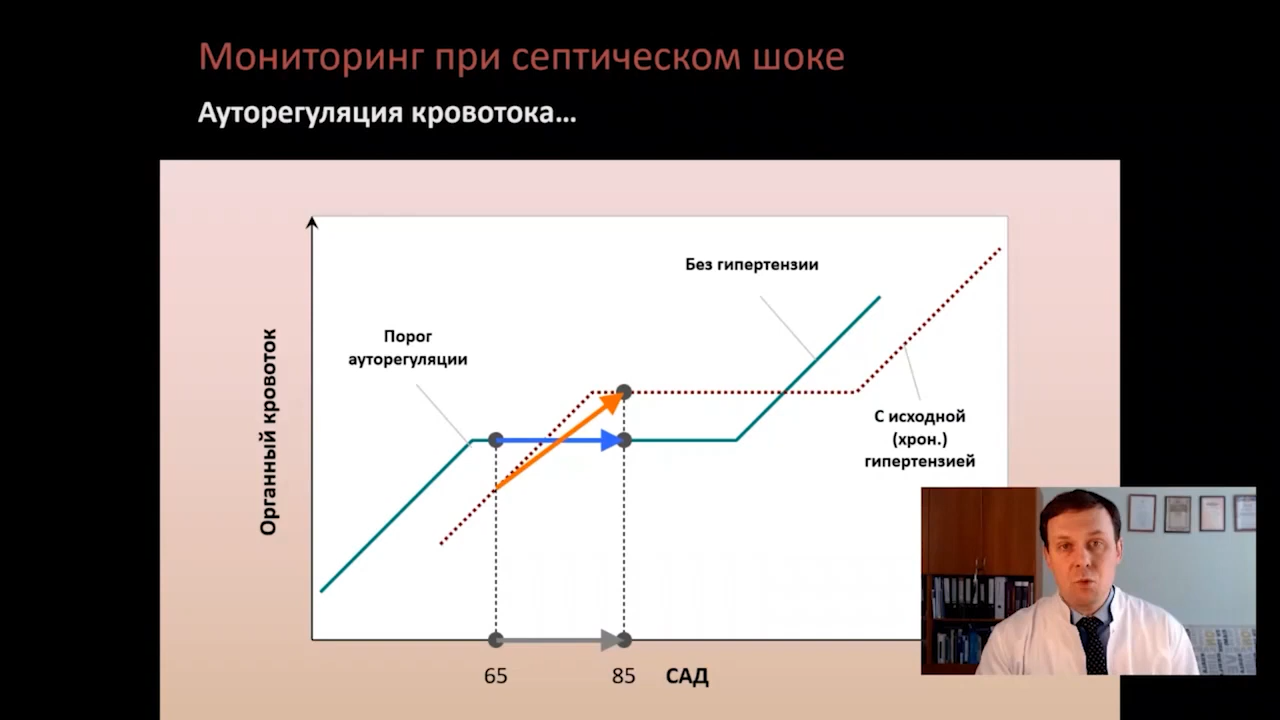 Мониторинг при септическом шоке
Ауторегуляция кровотока...
Без гипертензии
Порог
ауторегуляции
Органный кровоток
С исходной
(хрон.)
гипертензией
65
85
САД